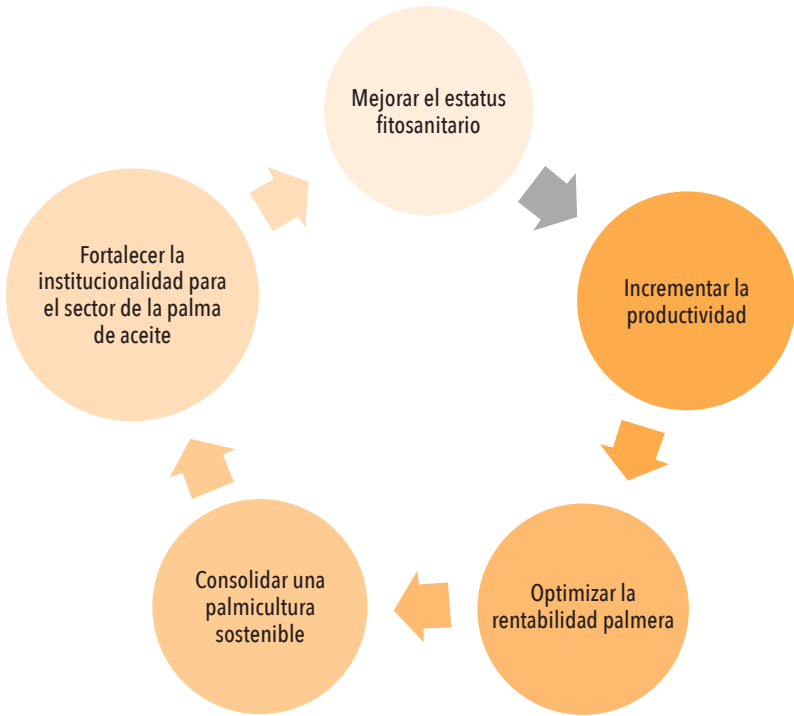 Mejorar el estatus
fitosanitario
Incrementar la
productividad
Optimizar la
rentabilidad palmera
Consolidar una
palmicultura
sostenible
Fortalecer la
institucionalidad para
el sector de la palma
de aceite